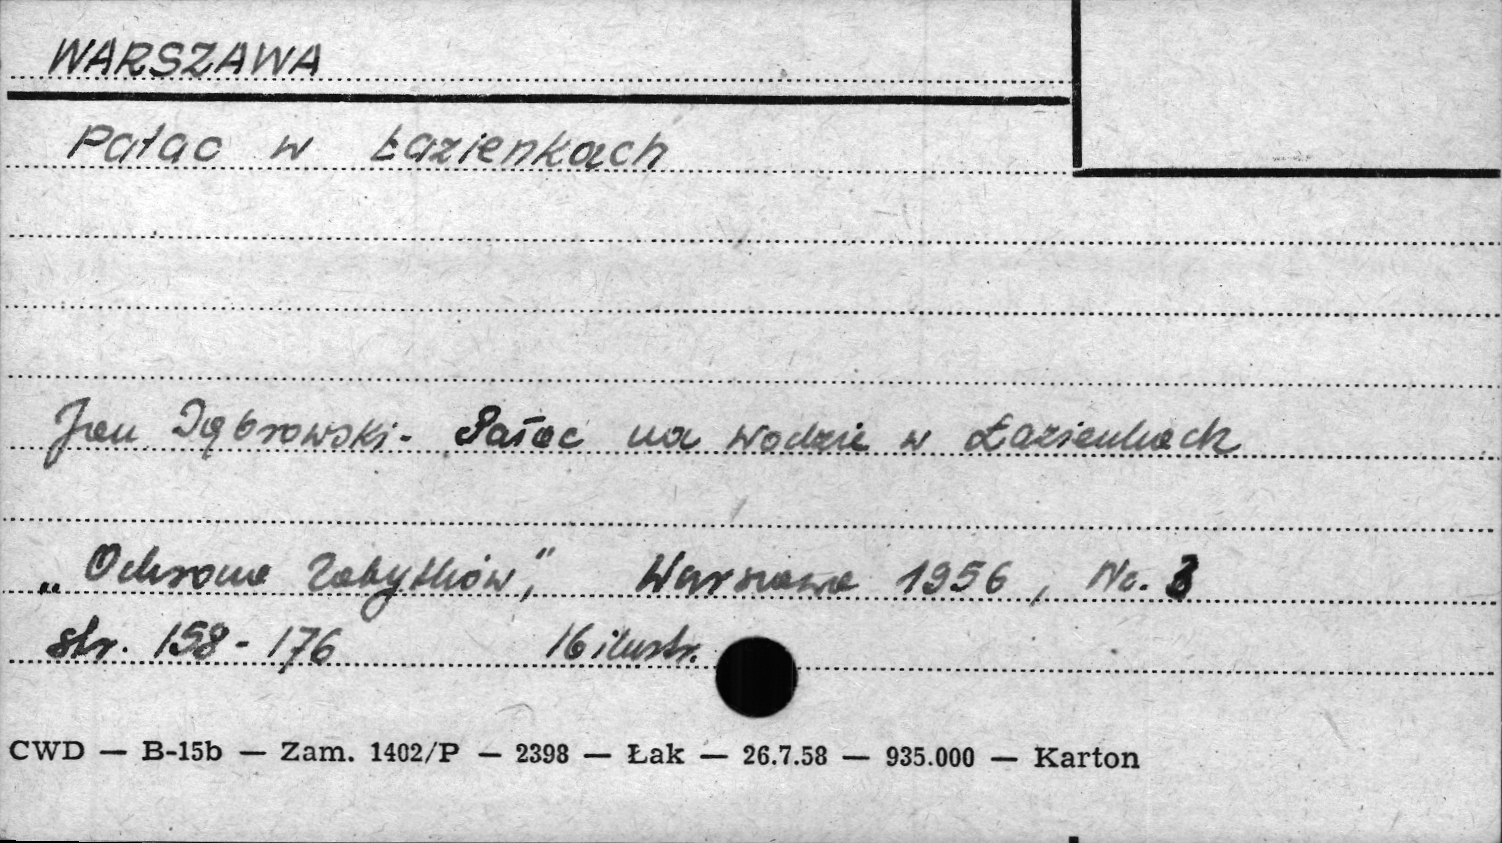 WARSZAWA
Pałac w Łazienkach
Jan Dąbrowski - Pałac na wodzie w Łazienkach
„Ochrona Zabytków", Warszawa 1956, No. 3
str. 158-176 16 ilustr.
CWD — B-15b — Zam. 1402/P — 2398 — Łak — 26.7.58 — 935.000 — Karton